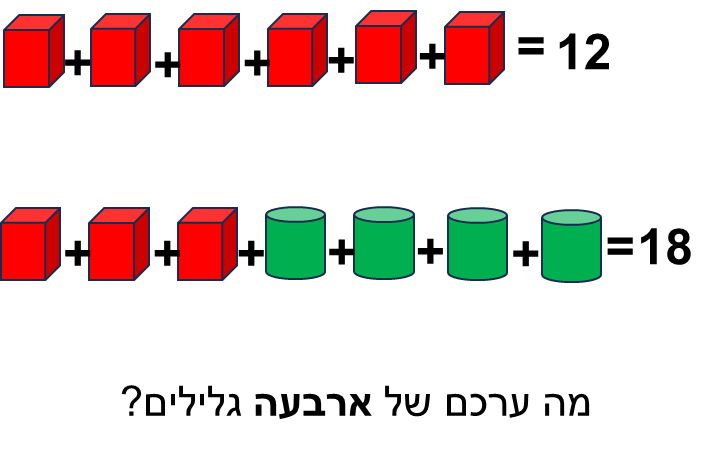 + + + + + = 12
+ + + + + + =18
מה ערכם של ארבעה גלילים?